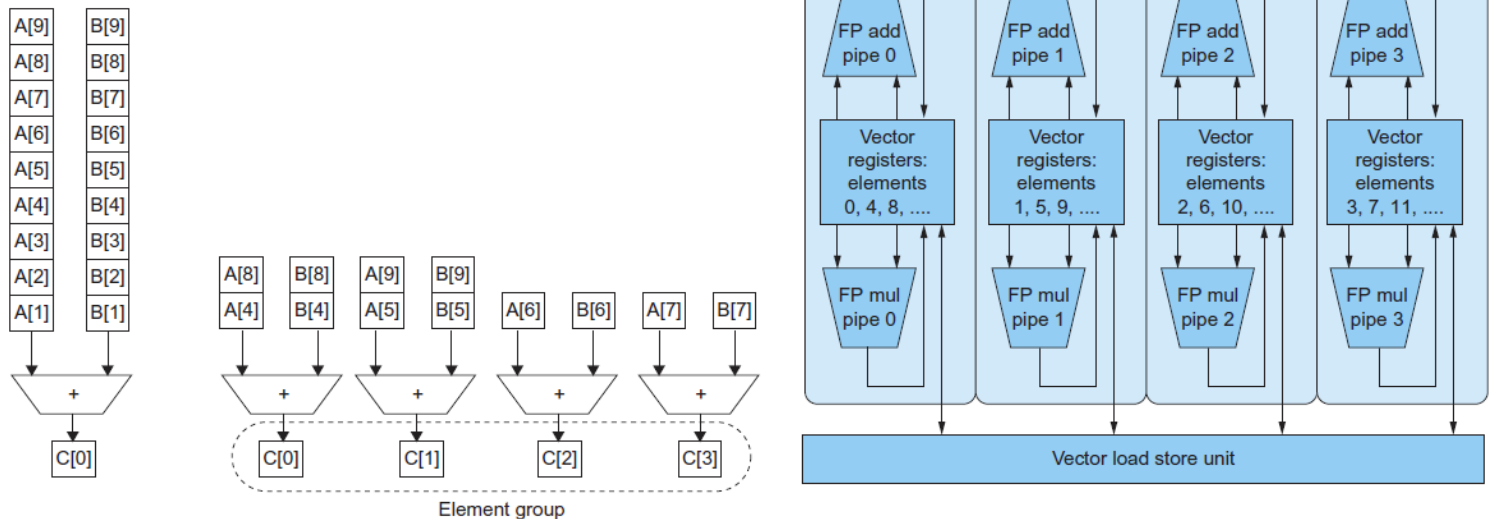 A[9] B[9]
A[8] B[8]
A[7] B[7]
A[6] B[6]
A[5] B[5]
A[4] B[4]
A[3] B[3]
A[2] B[2]
A[1] B[1]
+
C[0]
A[8] B[8] A[9] B[9]
A[4] B[4] A[5] B[5] A[6] B[6] A[7] B[7]
+ + + +
C[0] C[1] C[2] C[3]
Element group
FP add
pipe 0
FP add
pipe 1
FP add
pipe 2
FP add
pipe 3
Vector
registers:
elements
0, 4, 8, ....
Vector
registers:
elements
1, 5, 9, ....
Vector
registers:
elements
2, 6, 10, ....
Vector
registers:
elements
3, 7, 11, ....
FP mul
pipe 0
FP mul
pipe 1
FP mul
pipe 2
FP mul
pipe 3
Vector load store unit